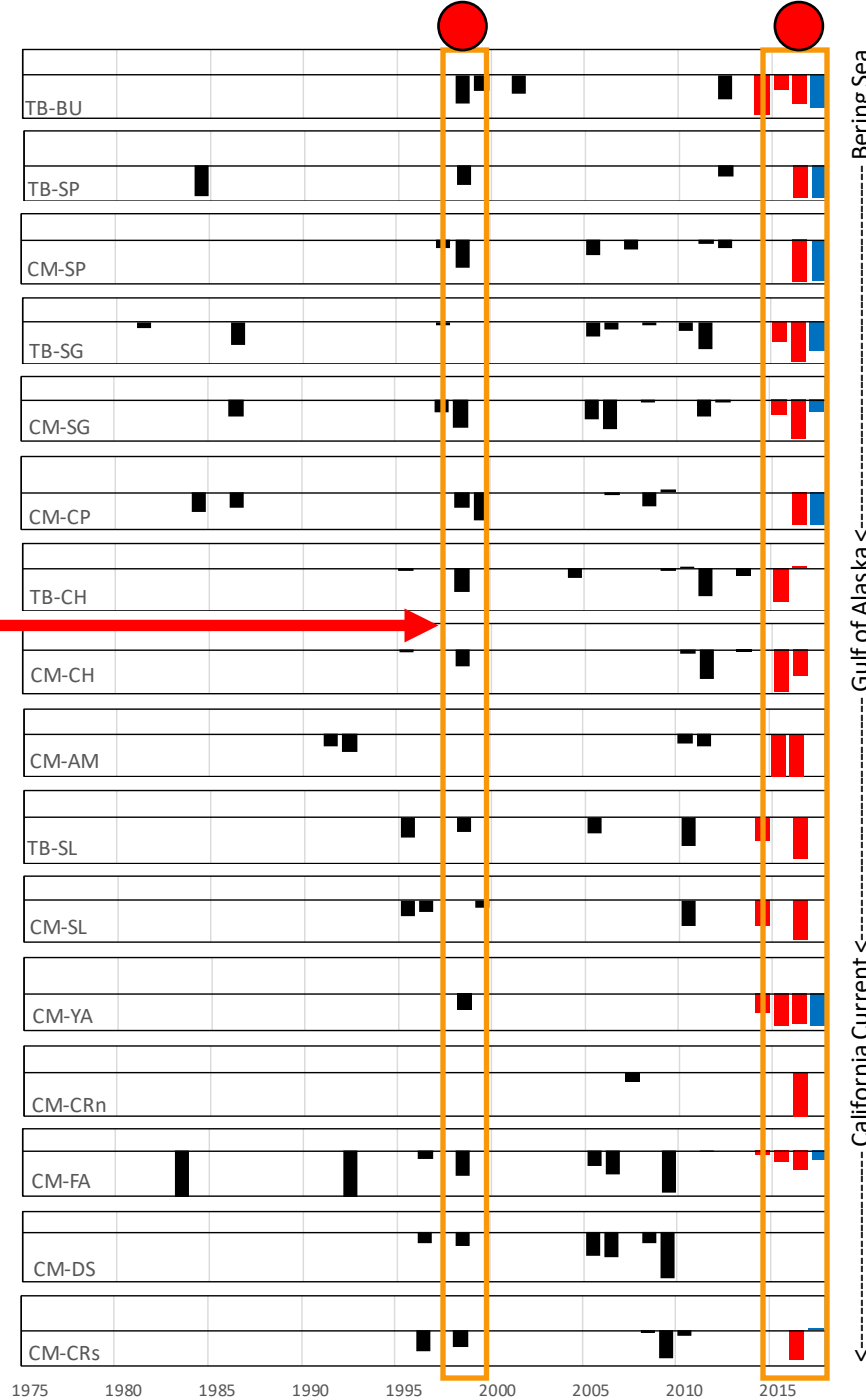 TB-BU
TB-SP
CM-SP
TB-SG
CM-SG
CM-CP
TB-CH
CM-CH
CM-AM
TB-SL
CM-SL
CM-YA
CM-CRn
CM-FA
CM-DS
CM-CRs
1975 1980 1985 1990 1995 2000 2005 2010 2015
<---------------------------- California Current <---------------------------- Gulf of Alaska <---------------------------- Bering Sea